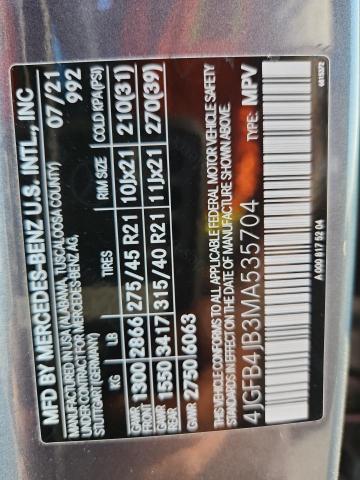 MFD BY MERCEDES-BENZ U.S. INTL., INC
MANUFACTURED IN USA (ALABAMA, TUSCALOOSA COUNTY) 07/21
UNDER CONTRACT FOR MERCEDES-BENZ AG, 992
STUTTGART (GERMANY)
KG LB TIRES RIM SIZE COLD KPA(PSI)
GAWR FRONT 1300 2866 275/45 R21 10Jx21 210(31)
GAWR REAR 1550 3417 315/40 R21 11Jx21 270(39)
GVWR 2750 6063
THIS VEHICLE CONFORMS TO ALL APPLICABLE FEDERAL MOTOR VEHICLE SAFETY
STANDARDS IN EFFECT ON THE DATE OF MANUFACTURE SHOWN ABOVE.
4JGFB4JB3MA535704 TYPE: MPV
A 000 817 52 04